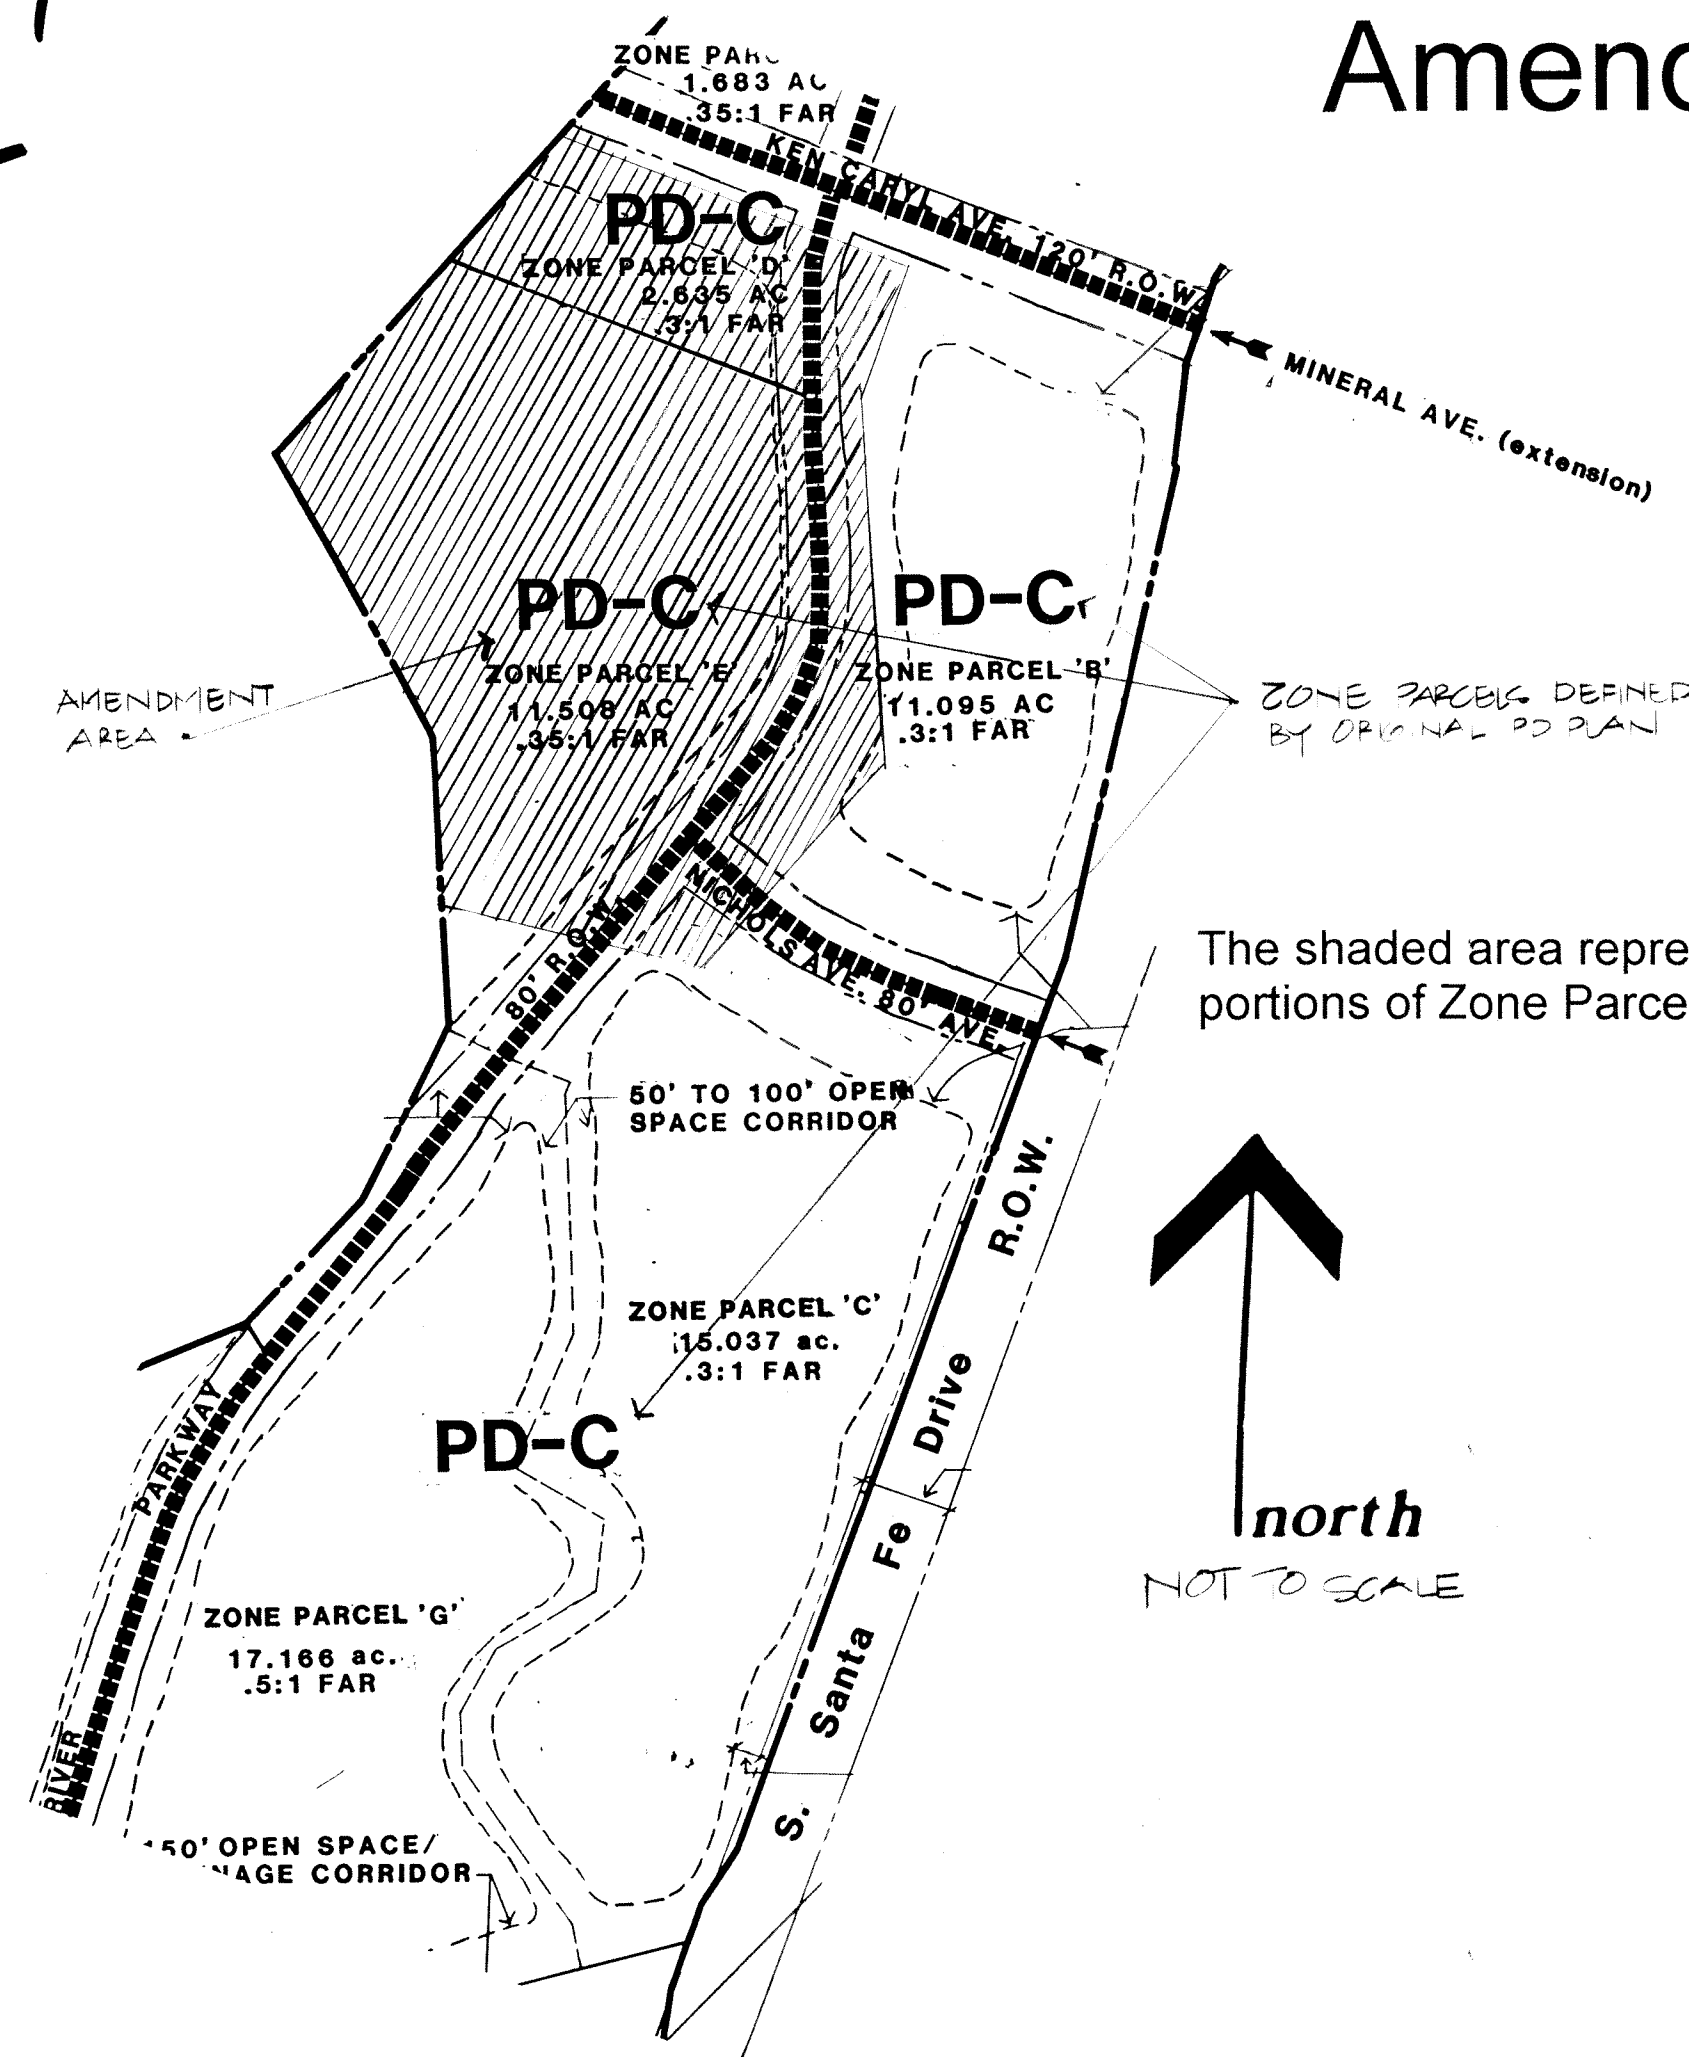 Amend
ZONE PAR
1.683 AC
.35:1 FAR
KEN CARYL AVE. 120' R.O.W.
PD-C
ZONE PARCEL 'D'
2.635 AC
.3:1 FAR
MINERAL AVE. (extension)
PD-C
PD-C
ZONE PARCEL 'E'
11.508 AC
.35:1 FAR
ZONE PARCEL 'B'
11.095 AC
.3:1 FAR
AMENDMENT
AREA
ZONE PARCELS DEFINED
BY ORIGINAL PD PLAN
NICHOLS AVE. 80' AVE.
80' R.O.W.
The shaded area repre
portions of Zone Parce
50' TO 100' OPEN
SPACE CORRIDOR
ZONE PARCEL 'C'
15.037 ac.
.3:1 FAR
PD-C
S. Santa Fe Drive R.O.W.
north
NOT TO SCALE
RIVER PARKWAY
ZONE PARCEL 'G'
17.166 ac.
.5:1 FAR
50' OPEN SPACE/
NAGE CORRIDOR